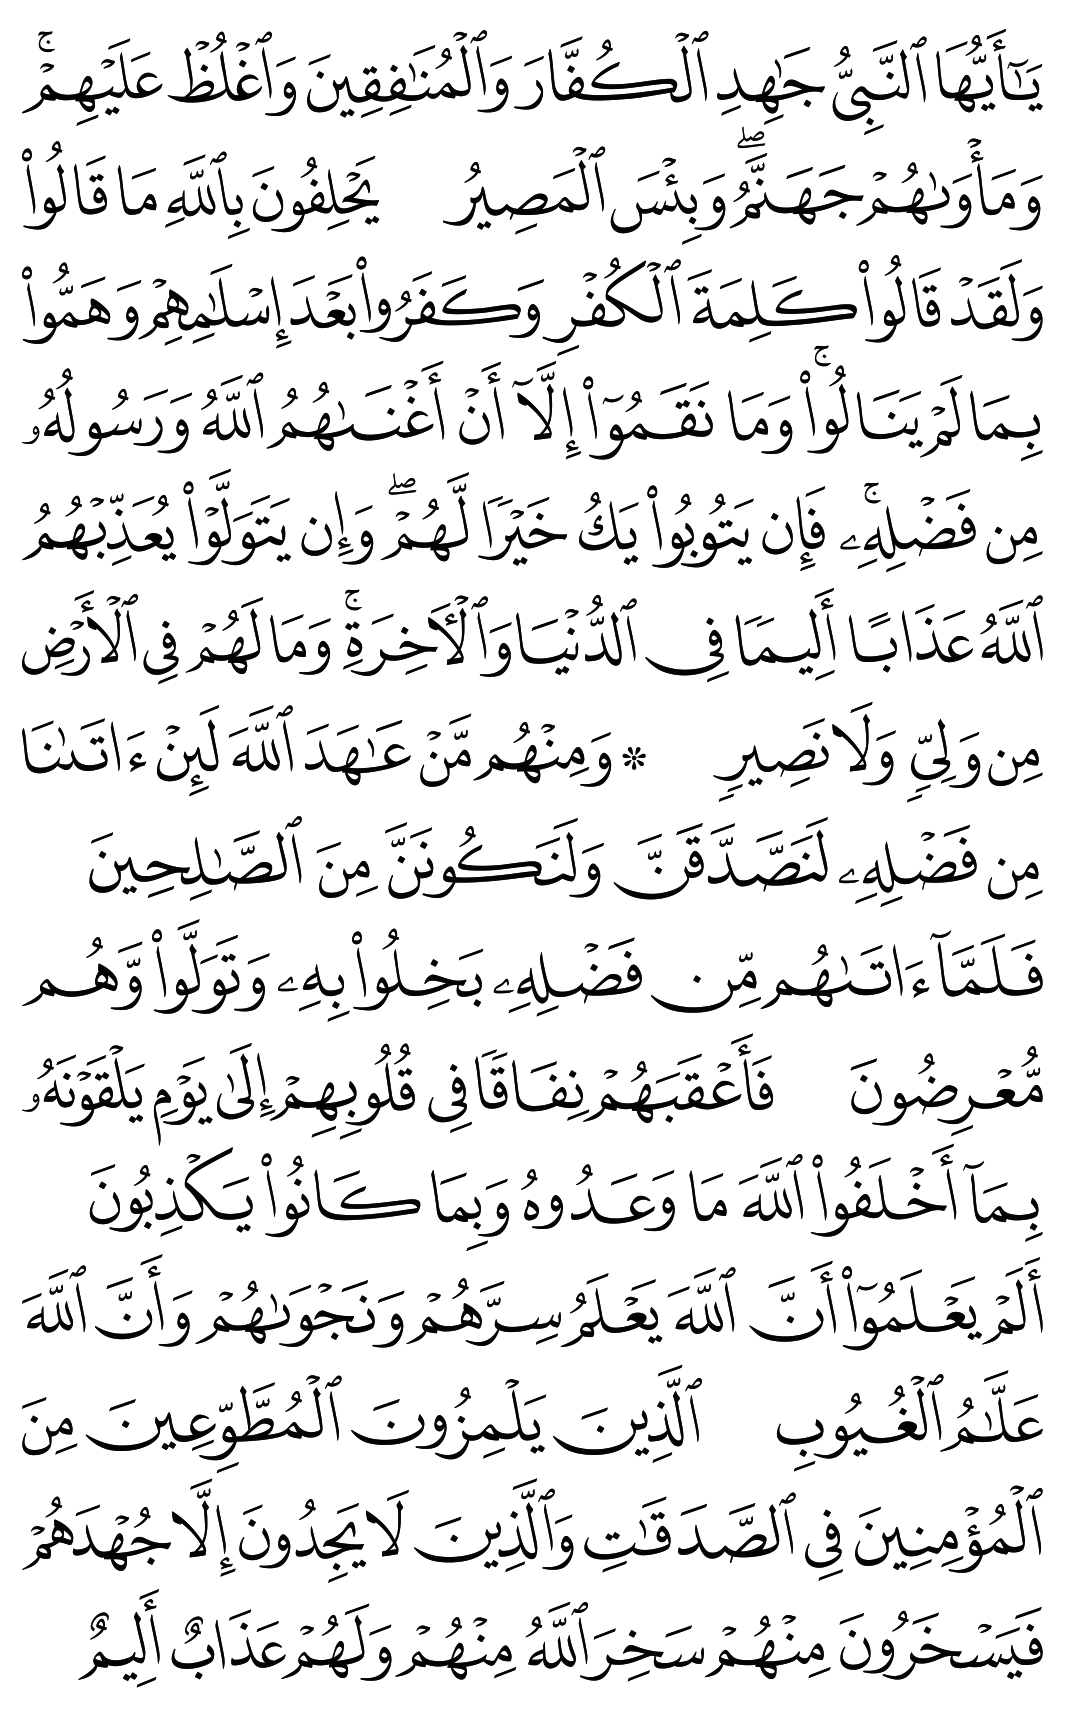 يَٰٓأَيُّهَا ٱلنَّبِيُّ جَٰهِدِ ٱلۡكُفَّارَ وَٱلۡمُنَٰفِقِينَ وَٱغۡلُظۡ عَلَيۡهِمۡۚ
وَمَأۡوَىٰهُمۡ جَهَنَّمُۖ وَبِئۡسَ ٱلۡمَصِيرُ يَحۡلِفُونَ بِٱللَّهِ مَا قَالُواْ
وَلَقَدۡ قَالُواْ كَلِمَةَ ٱلۡكُفۡرِ وَكَفَرُواْ بَعۡدَ إِسۡلَٰمِهِمۡ وَهَمُّواْ
بِمَا لَمۡ يَنَالُواْۚ وَمَا نَقَمُوٓاْ إِلَّآ أَنۡ أَغۡنَىٰهُمُ ٱللَّهُ وَرَسُولُهُۥ
مِن فَضۡلِهِۦۚ فَإِن يَتُوبُواْ يَكُ خَيۡرٗا لَّهُمۡۖ وَإِن يَتَوَلَّوۡاْ يُعَذِّبۡهُمُ
ٱللَّهُ عَذَابًا أَلِيمٗا فِي ٱلدُّنۡيَا وَٱلۡأٓخِرَةِۚ وَمَا لَهُمۡ فِي ٱلۡأَرۡضِ
مِن وَلِيّٖ وَلَا نَصِيرٖ * وَمِنۡهُم مَّنۡ عَٰهَدَ ٱللَّهَ لَئِنۡ ءَاتَىٰنَا
مِن فَضۡلِهِۦ لَنَصَّدَّقَنَّ وَلَنَكُونَنَّ مِنَ ٱلصَّٰلِحِينَ
فَلَمَّآ ءَاتَىٰهُم مِّن فَضۡلِهِۦ بَخِلُواْ بِهِۦ وَتَوَلَّواْ وَّهُم
مُّعۡرِضُونَ فَأَعۡقَبَهُمۡ نِفَاقٗا فِي قُلُوبِهِمۡ إِلَىٰ يَوۡمِ يَلۡقَوۡنَهُۥ
بِمَآ أَخۡلَفُواْ ٱللَّهَ مَا وَعَدُوهُ وَبِمَا كَانُواْ يَكۡذِبُونَ
أَلَمۡ يَعۡلَمُوٓاْ أَنَّ ٱللَّهَ يَعۡلَمُ سِرَّهُمۡ وَنَجۡوَىٰهُمۡ وَأَنَّ ٱللَّهَ
عَلَّٰمُ ٱلۡغُيُوبِ ٱلَّذِينَ يَلۡمِزُونَ ٱلۡمُطَّوِّعِينَ مِنَ
ٱلۡمُؤۡمِنِينَ فِي ٱلصَّدَقَٰتِ وَٱلَّذِينَ لَا يَجِدُونَ إِلَّا جُهۡدَهُمۡ
فَيَسۡخَرُونَ مِنۡهُمۡ سَخِرَ ٱللَّهُ مِنۡهُمۡ وَلَهُمۡ عَذَابٌ أَلِيمٌ